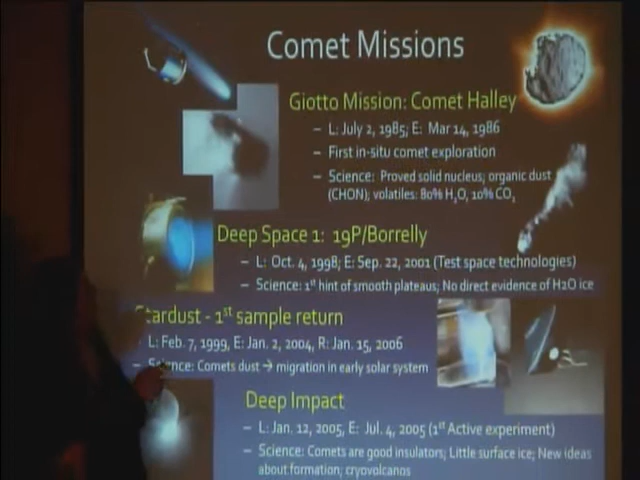 Comet Missions
Giotto Mission: Comet Halley
– L: July 2, 1985; E: Mar 14, 1986
– First in-situ comet exploration
– Science: Proved solid nucleus; organic dust
(CHON); volatiles: 80% H₂O, 10% CO₂
Deep Space 1: 19P/Borrelly
– L: Oct. 4, 1998; E: Sep. 22, 2001 (Test space technologies)
– Science: 1st hint of smooth plateaus; No direct evidence of H2O ice
Stardust - 1st sample return
– L: Feb. 7, 1999, E: Jan. 2, 2004, R: Jan. 15, 2006
– Science: Comets dust → migration in early solar system
Deep Impact
– L: Jan. 12, 2005, E: Jul. 4, 2005 (1st Active experiment)
– Science: Comets are good insulators; Little surface ice; New ideas
about formation; cryovolcanos